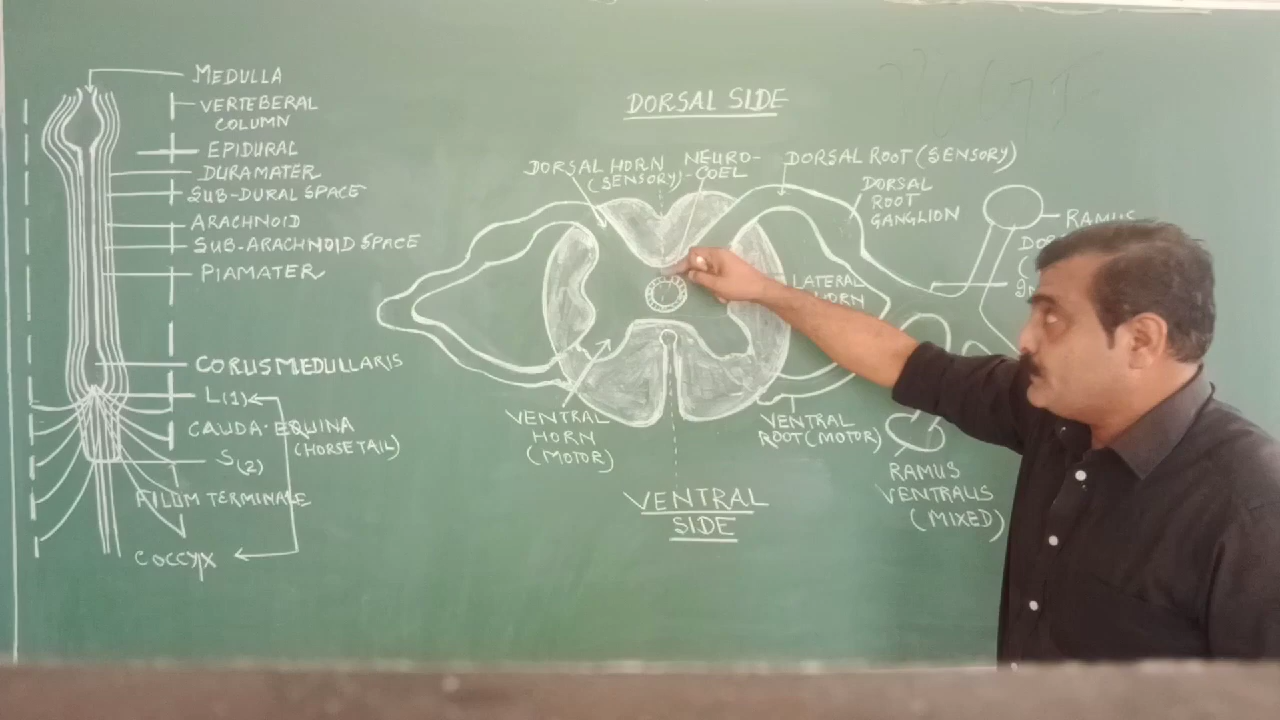 MEDULLA
VERTEBERAL
COLUMN
EPIDURAL
DURAMATER
SUB-DURAL SPACE
ARACHNOID
SUB-ARACHNOID SPACE
PIAMATER
CORUSMEDULLARIS
L(1)
CAUDA-EQUINA
(HORSE TAIL)
S(2)
FILUM TERMINALE
COCCYX
DORSAL SIDE
DORSAL HORN
(SENSORY)
NEURO-
COEL
DORSAL ROOT (SENSORY)
DORSAL
ROOT
GANGLION
RAMUS
LATERAL
HORN
VENTRAL
HORN
(MOTOR)
VENTRAL
ROOT (MOTOR)
RAMUS
VENTRALIS
(MIXED)
VENTRAL
SIDE